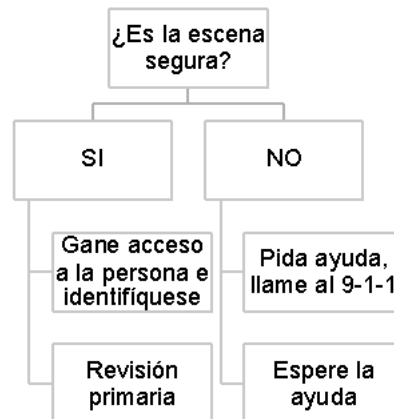 ¿Es la escena
segura?
SI
NO
Gane acceso
a la persona e
identifíquese
Pida ayuda,
llame al 9-1-1
Revisión
primaria
Espere la
ayuda